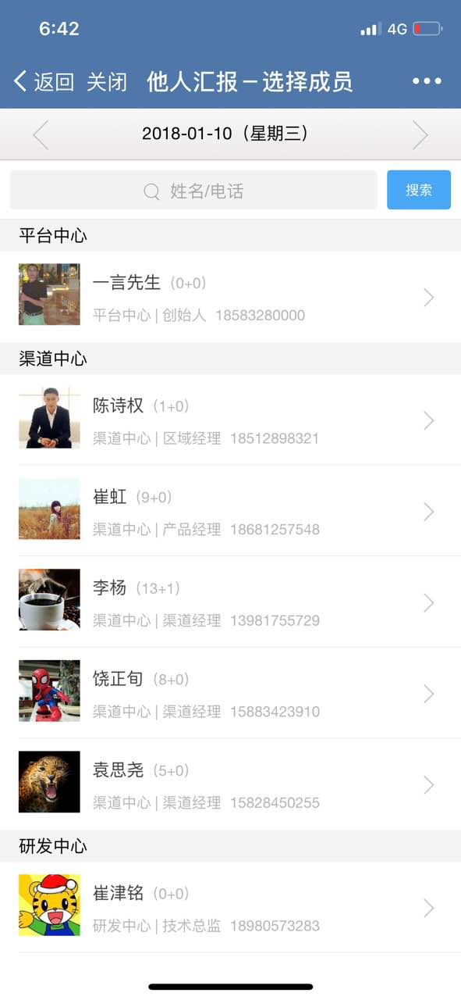 6:42 4G
返回 关闭 他人汇报－选择成员
2018-01-10（星期三）
姓名/电话 搜索
平台中心
一言先生（0+0）
平台中心 | 创始人 18583280000
渠道中心
陈诗权（1+0）
渠道中心 | 区域经理 18512898321
崔虹（9+0）
渠道中心 | 产品经理 18681257548
李杨（13+1）
渠道中心 | 渠道经理 13981755729
饶正旬（8+0）
渠道中心 | 渠道经理 15883423910
袁思尧（5+0）
渠道中心 | 渠道经理 15828450255
研发中心
崔津铭（0+0）
研发中心 | 技术总监 18980573283